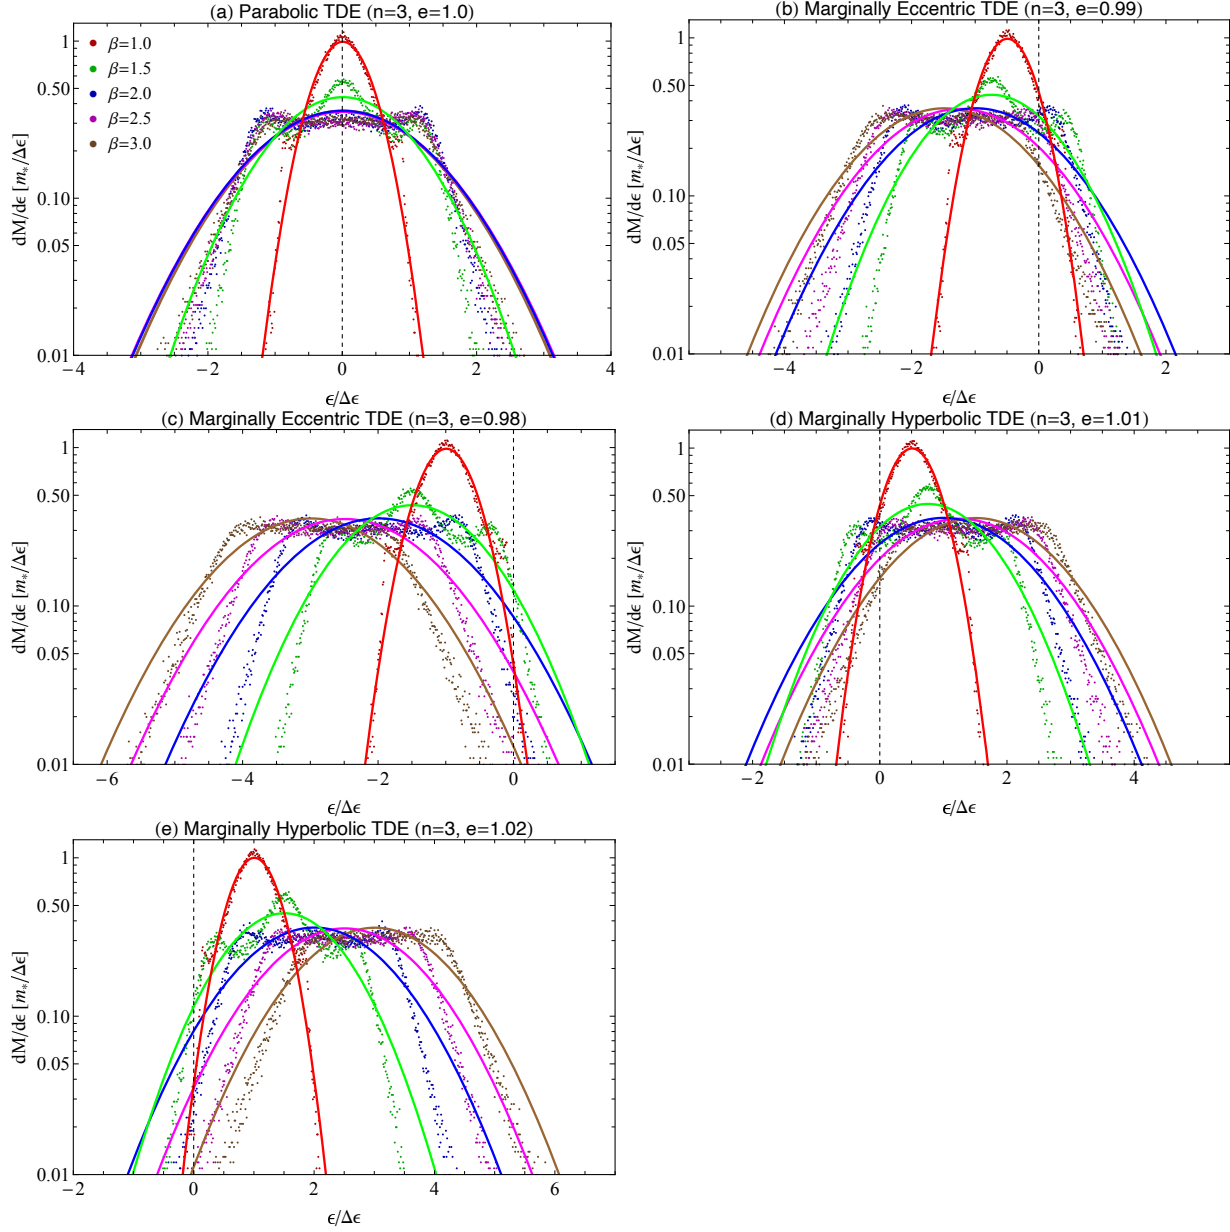 (a) Parabolic TDE (n=3, e=1.0)
1
0.50
0.10
0.05
0.01
dM/dϵ [m*/Δϵ]
β=1.0
β=1.5
β=2.0
β=2.5
β=3.0
−4 −2 0 2 4
ϵ/Δϵ
(b) Marginally Eccentric TDE (n=3, e=0.99)
1
0.50
0.10
0.05
0.01
dM/dϵ [m*/Δϵ]
−4 −2 0 2
ϵ/Δϵ
(c) Marginally Eccentric TDE (n=3, e=0.98)
1
0.50
0.10
0.05
0.01
dM/dϵ [m*/Δϵ]
−6 −4 −2 0
ϵ/Δϵ
(d) Marginally Hyperbolic TDE (n=3, e=1.01)
1
0.50
0.10
0.05
0.01
dM/dϵ [m*/Δϵ]
−2 0 2 4
ϵ/Δϵ
(e) Marginally Hyperbolic TDE (n=3, e=1.02)
1
0.50
0.10
0.05
0.01
dM/dϵ [m*/Δϵ]
−2 0 2 4 6
ϵ/Δϵ